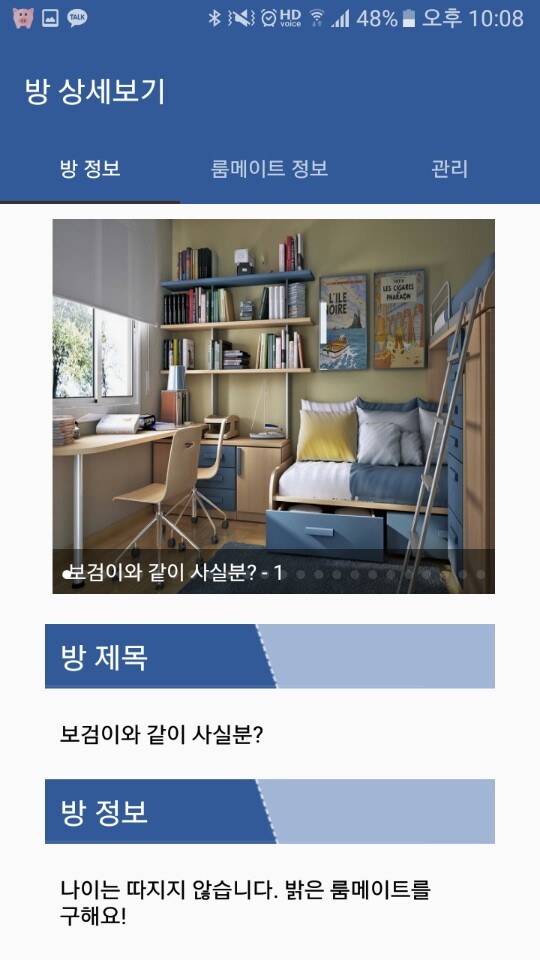 TALK HD voice 48% 오후 10:08
방 상세보기
방 정보 룸메이트 정보 관리
L'ILE NOIRE
LES CIGARES DU PHARAON
보검이와 같이 사실분? - 1
방 제목
보검이와 같이 사실분?
방 정보
나이는 따지지 않습니다. 밝은 룸메이트를
구해요!